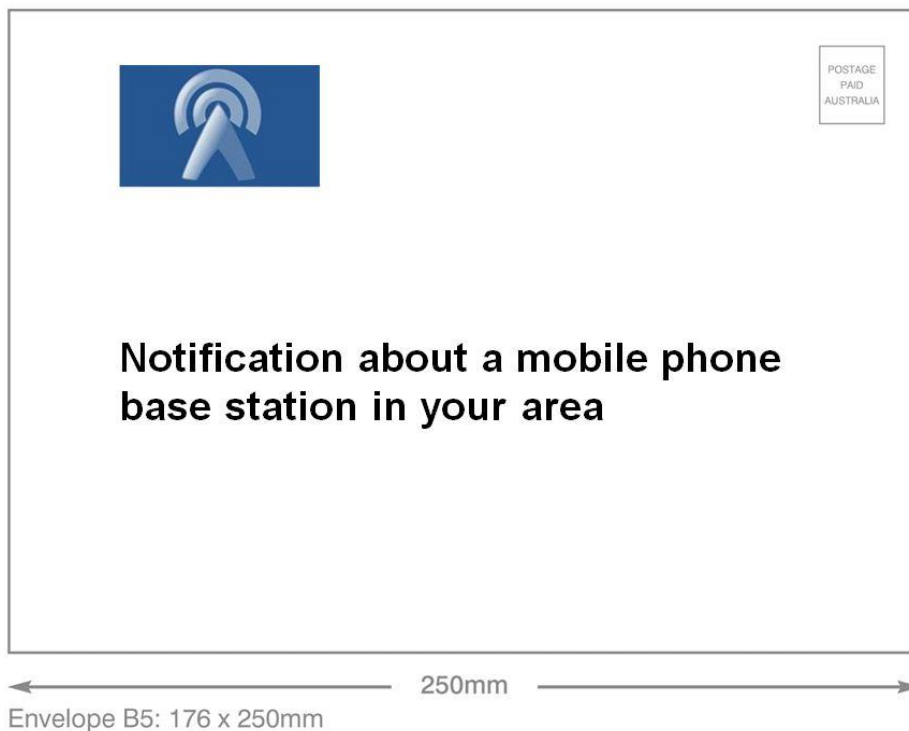 POSTAGE
PAID
AUSTRALIA
Notification about a mobile phone
base station in your area
250mm
Envelope B5: 176 x 250mm